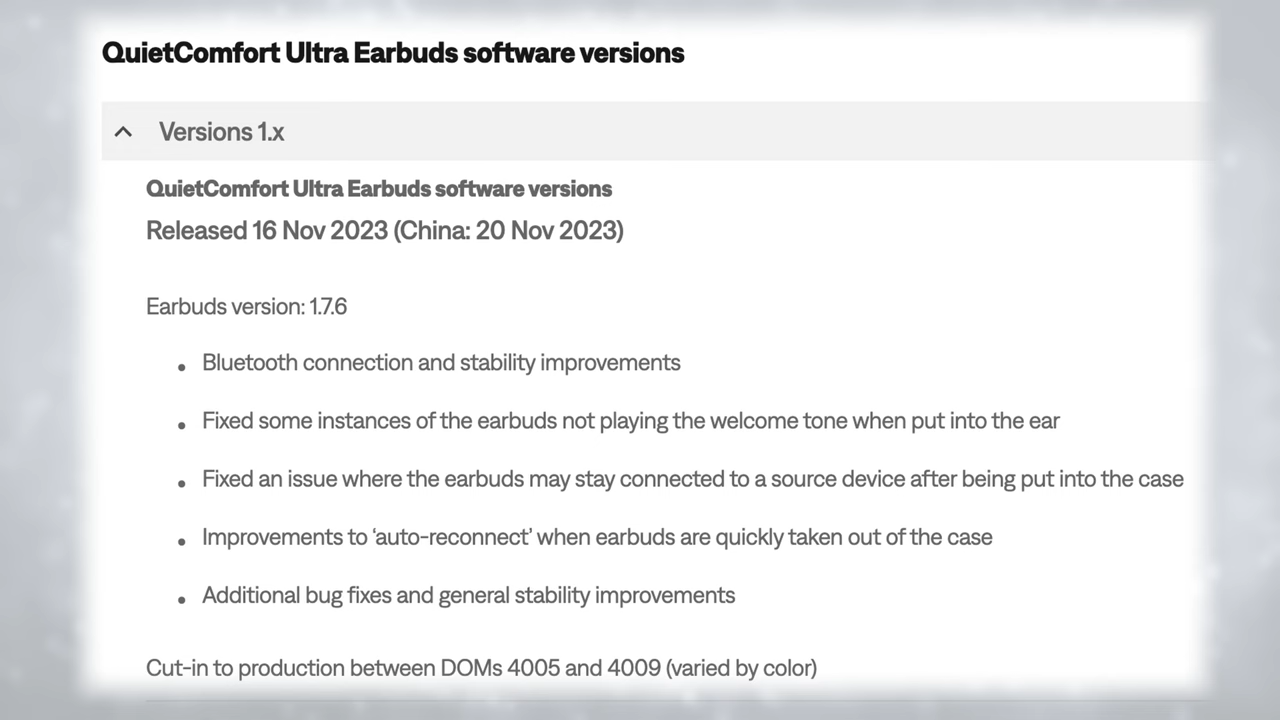 QuietComfort Ultra Earbuds software versions
Versions 1.x
QuietComfort Ultra Earbuds software versions
Released 16 Nov 2023 (China: 20 Nov 2023)
Earbuds version: 1.7.6
• Bluetooth connection and stability improvements
• Fixed some instances of the earbuds not playing the welcome tone when put into the ear
• Fixed an issue where the earbuds may stay connected to a source device after being put into the case
• Improvements to ‘auto-reconnect’ when earbuds are quickly taken out of the case
• Additional bug fixes and general stability improvements
Cut-in to production between DOMs 4005 and 4009 (varied by color)